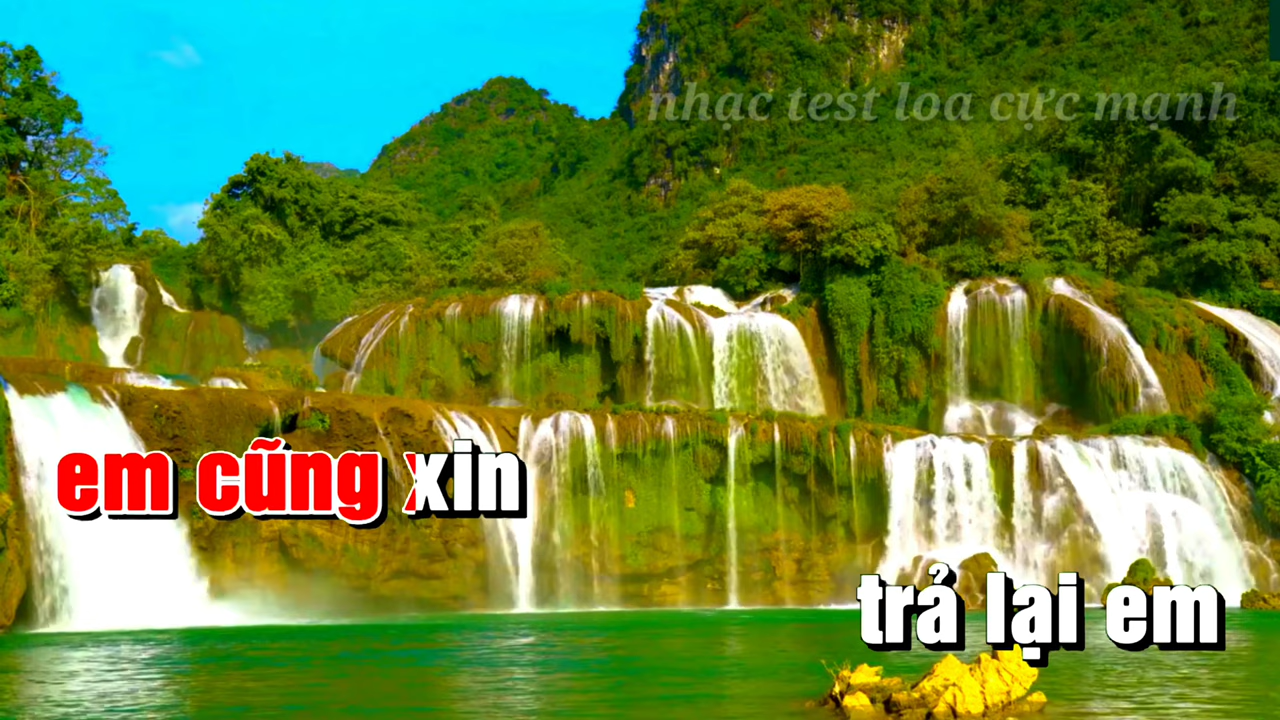 nhạc test loa cực mạnh
em cũng xin
trả lại em